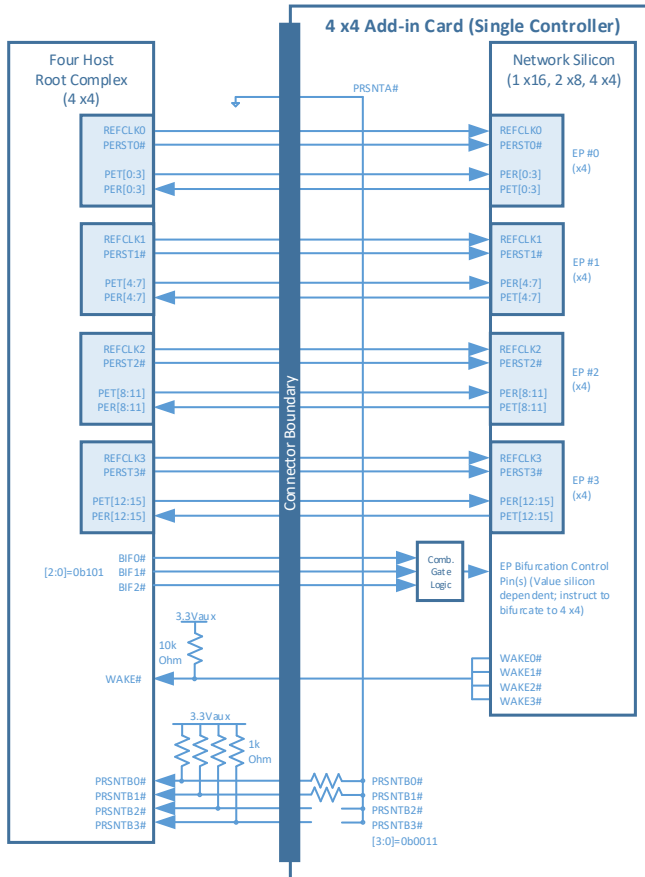 4 x4 Add-in Card (Single Controller)
Four Host
Root Complex
(4 x4)
Network Silicon
(1 x16, 2 x8, 4 x4)
PRSNTA#
REFCLK0
PERST0#
PET[0:3]
PER[0:3]
REFCLK0
PERST0#
PER[0:3]
PET[0:3]
EP #0
(x4)
REFCLK1
PERST1#
PET[4:7]
PER[4:7]
REFCLK1
PERST1#
PER[4:7]
PET[4:7]
EP #1
(x4)
REFCLK2
PERST2#
PET[8:11]
PER[8:11]
REFCLK2
PERST2#
PER[8:11]
PET[8:11]
EP #2
(x4)
REFCLK3
PERST3#
PET[12:15]
PER[12:15]
REFCLK3
PERST3#
PER[12:15]
PET[12:15]
EP #3
(x4)
Connector Boundary
[2:0]=0b101
BIF0#
BIF1#
BIF2#
Comb.
Gate
Logic
EP Bifurcation Control
Pin(s) (Value silicon
dependent; instruct to
bifurcate to 4 x4)
3.3Vaux
10k
Ohm
WAKE#
WAKE0#
WAKE1#
WAKE2#
WAKE3#
3.3Vaux
1k
Ohm
PRSNTB0#
PRSNTB1#
PRSNTB2#
PRSNTB3#
PRSNTB0#
PRSNTB1#
PRSNTB2#
PRSNTB3#
[3:0]=0b0011